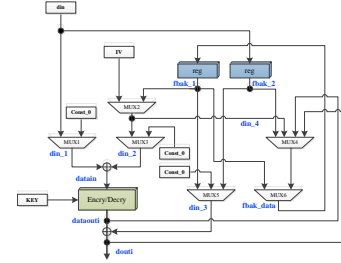 din
IV
reg
reg
fbak_1
fbak_2
MUX2
Const_0
din_4
MUX1
MUX3
MUX4
din_1
din_2
Const_0
Const_0
datain
KEY
Encry/Decry
MUX5
MUX6
din_3
fbak_data
dataouti
douti